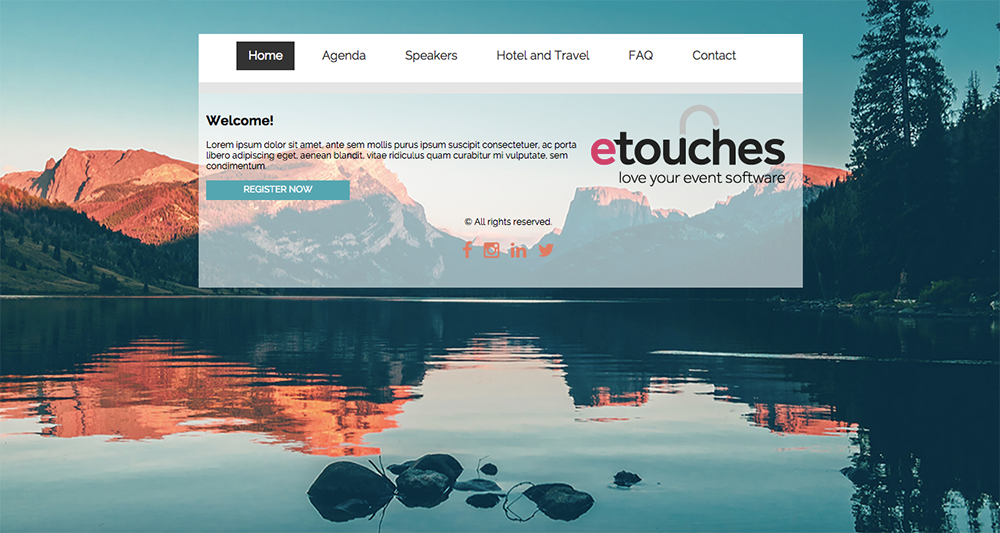 Home Agenda Speakers Hotel and Travel FAQ Contact
Welcome!
Lorem ipsum dolor sit amet, ante sem mollis purus ipsum suscipit consectetuer, ac porta
libero adipiscing eget, aenean blandit, vitae ridiculus quam curabitur mi vulputate, sem
condimentum.
REGISTER NOW
etouches
love your event software
© All rights reserved.